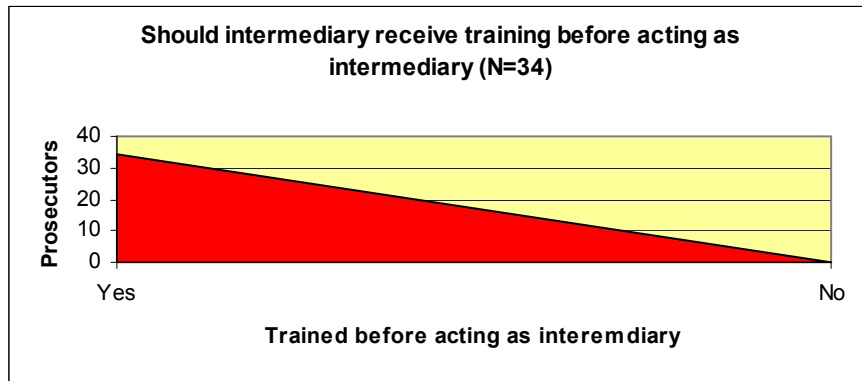 Should intermediary receive training before acting as
intermediary (N=34)
40
30
20
10
0
Prosecutors
Yes
No
Trained before acting as interemdiary